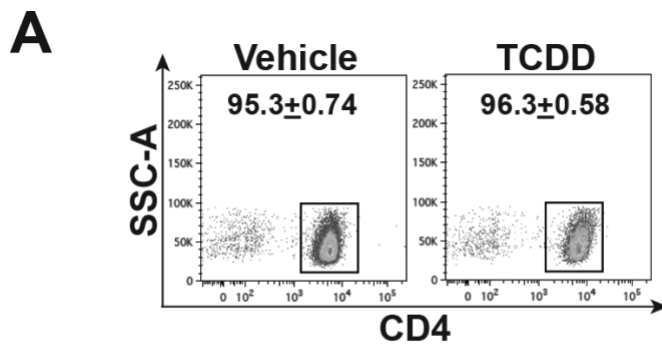 A
Vehicle TCDD
SSC-A
250K 250K
95.3±0.74 96.3±0.58
200K 200K
150K 150K
100K 100K
50K 50K
0 0
0 10² 10³ 10⁴ 10⁵ 0 10² 10³ 10⁴ 10⁵
CD4